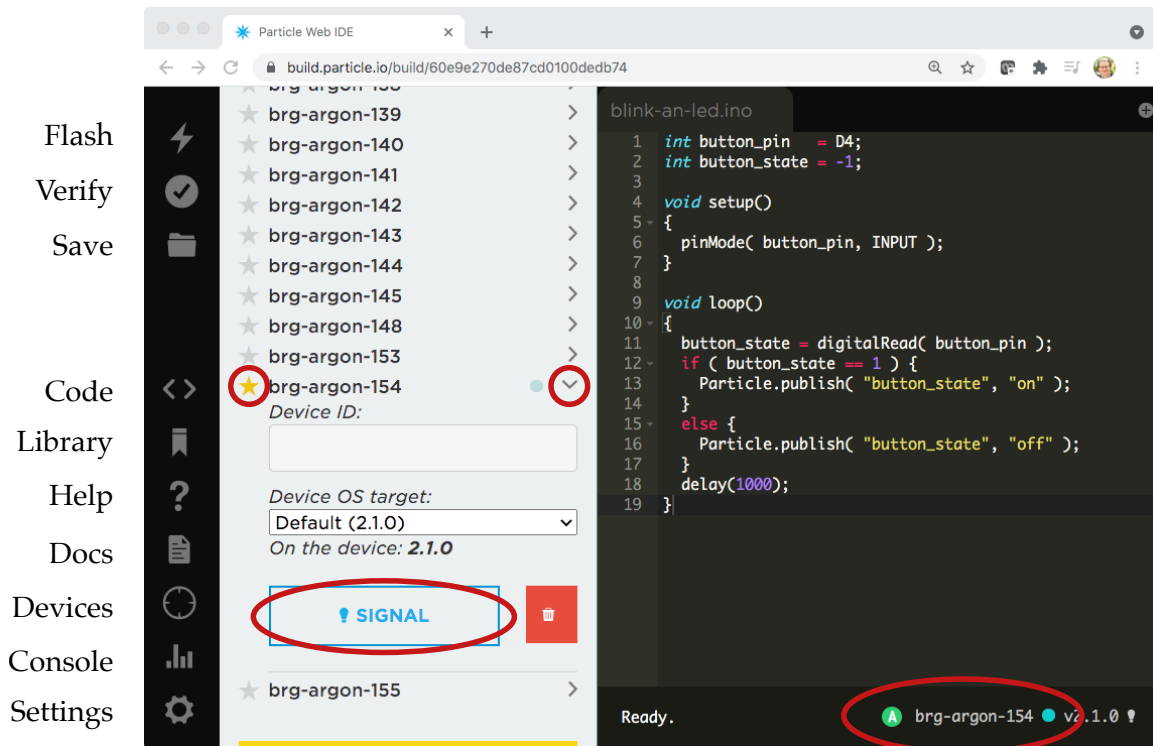 Particle Web IDE
build.particle.io/build/60e9e270de87cd0100dedb74
Flash
Verify
Save
Code
Library
Help
Docs
Devices
Console
Settings
brg-argon-138
brg-argon-139
brg-argon-140
brg-argon-141
brg-argon-142
brg-argon-143
brg-argon-144
brg-argon-145
brg-argon-148
brg-argon-153
brg-argon-154
Device ID:
Device OS target:
Default (2.1.0)
On the device: 2.1.0
SIGNAL
brg-argon-155
blink-an-led.ino
1 int button_pin = D4;
2 int button_state = -1;
3
4 void setup()
5 {
6 pinMode( button_pin, INPUT );
7 }
8
9 void loop()
10 {
11 button_state = digitalRead( button_pin );
12 if ( button_state == 1 ) {
13 Particle.publish( "button_state", "on" );
14 }
15 else {
16 Particle.publish( "button_state", "off" );
17 }
18 delay(1000);
19 }
Ready.
A brg-argon-154 v2.1.0